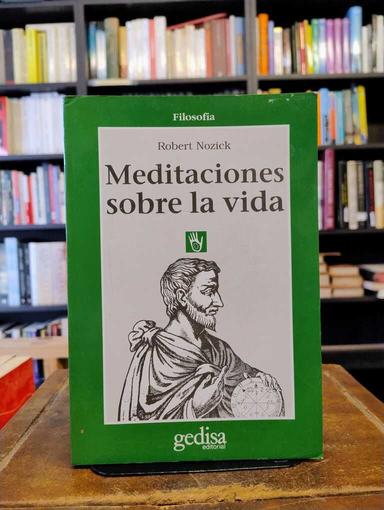 Filosofía
Robert Nozick
Meditaciones
sobre la vida
gedisa
editorial